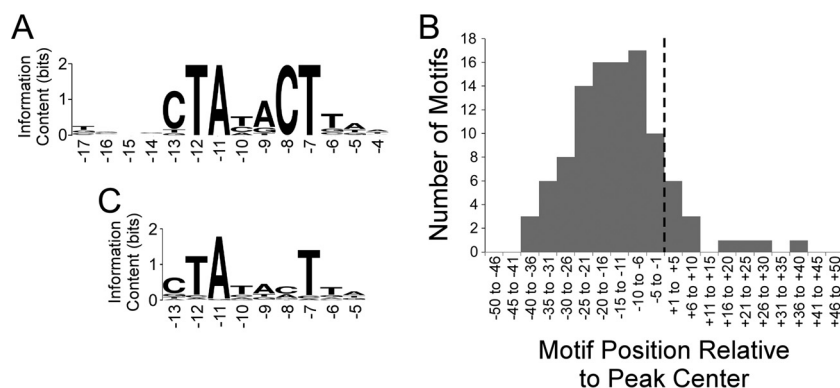 A
Information
Content (bits)
2
1
0
CTATACTTA
-17 -16 -15 -14 -13 -12 -11 -10 -9 -8 -7 -6 -5 -4
C
Information
Content (bits)
2
1
0
CTATACTTA
-13 -12 -11 -10 -9 -8 -7 -6 -5
B
Number of Motifs
18
16
14
12
10
8
6
4
2
0
-50 to -46
-45 to -41
-40 to -36
-35 to -31
-30 to -26
-25 to -21
-20 to -16
-15 to -11
-10 to -6
-5 to -1
+1 to +5
+6 to +10
+11 to +15
+16 to +20
+21 to +25
+26 to +30
+31 to +35
+36 to +40
+41 to +45
+46 to +50
Motif Position Relative
to Peak Center